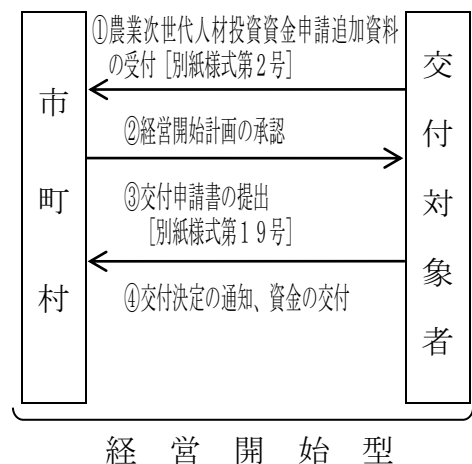 ①農業次世代人材投資資金申請追加資料
の受付［別紙様式第２号］
②経営開始計画の承認
③交付申請書の提出
［別紙様式第１９号］
④交付決定の通知、資金の交付
市町村
交付対象者
経営開始型